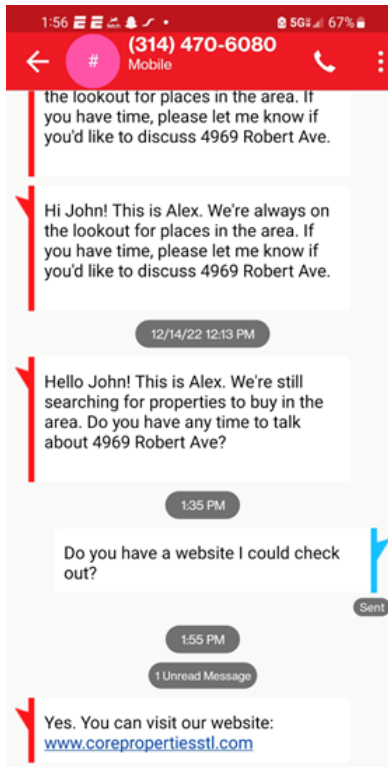 1:56
5G 67%
(314) 470-6080
#
Mobile
the lookout for places in the area. If
you have time, please let me know if
you'd like to discuss 4969 Robert Ave.
Hi John! This is Alex. We're always on
the lookout for places in the area. If
you have time, please let me know if
you'd like to discuss 4969 Robert Ave.
12/14/22 12:13 PM
Hello John! This is Alex. We're still
searching for properties to buy in the
area. Do you have any time to talk
about 4969 Robert Ave?
1:35 PM
Do you have a website I could check
out?
Sent
1:55 PM
1 Unread Message
Yes. You can visit our website:
www.corepropertiesstl.com